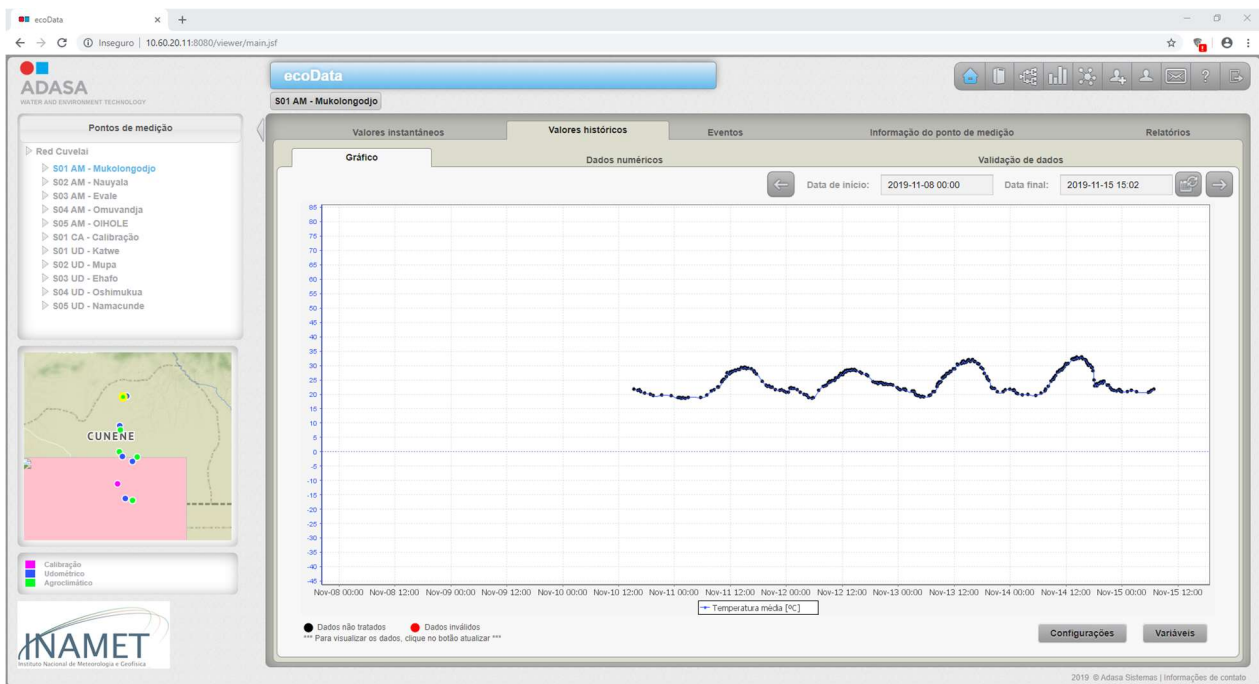 ecoData
Inseguro | 10.60.20.11:8080/viewer/main.jsf
ADASA
WATER AND ENVIRONMENT TECHNOLOGY
ecoData
S01 AM - Mukolongodjo
Pontos de medição
Red Cuvelai
S01 AM - Mukolongodjo
S02 AM - Nauyala
S03 AM - Evale
S04 AM - Omuvandja
S05 AM - OIHOLE
S01 CA - Calibração
S01 UD - Katwe
S02 UD - Mupa
S03 UD - Ehafo
S04 UD - Oshimukua
S05 UD - Namacunde
CUNENE
Calibração
Udométrico
Agroclimático
INAMET
Instituto Nacional de Meteorologia e Geofísica
Valores instantâneos Valores históricos Eventos Informação do ponto de medição Relatórios
Gráfico Dados numéricos Validação de dados
Data de início: 2019-11-08 00:00 Data final: 2019-11-15 15:02
85
80
75
70
65
60
55
50
45
40
35
30
25
20
15
10
5
0
-5
-10
-15
-20
-25
-30
-35
-40
-45
Nov-08 00:00 Nov-08 12:00 Nov-09 00:00 Nov-09 12:00 Nov-10 00:00 Nov-10 12:00 Nov-11 00:00 Nov-11 12:00 Nov-12 00:00 Nov-12 12:00 Nov-13 00:00 Nov-13 12:00 Nov-14 00:00 Nov-14 12:00 Nov-15 00:00 Nov-15 12:00
Temperatura média [ºC]
Dados não tratados Dados inválidos
*** Para visualizar os dados, clique no botão atualizar ***
Configurações Variáveis
2019 © Adasa Sistemas | Informações de contato